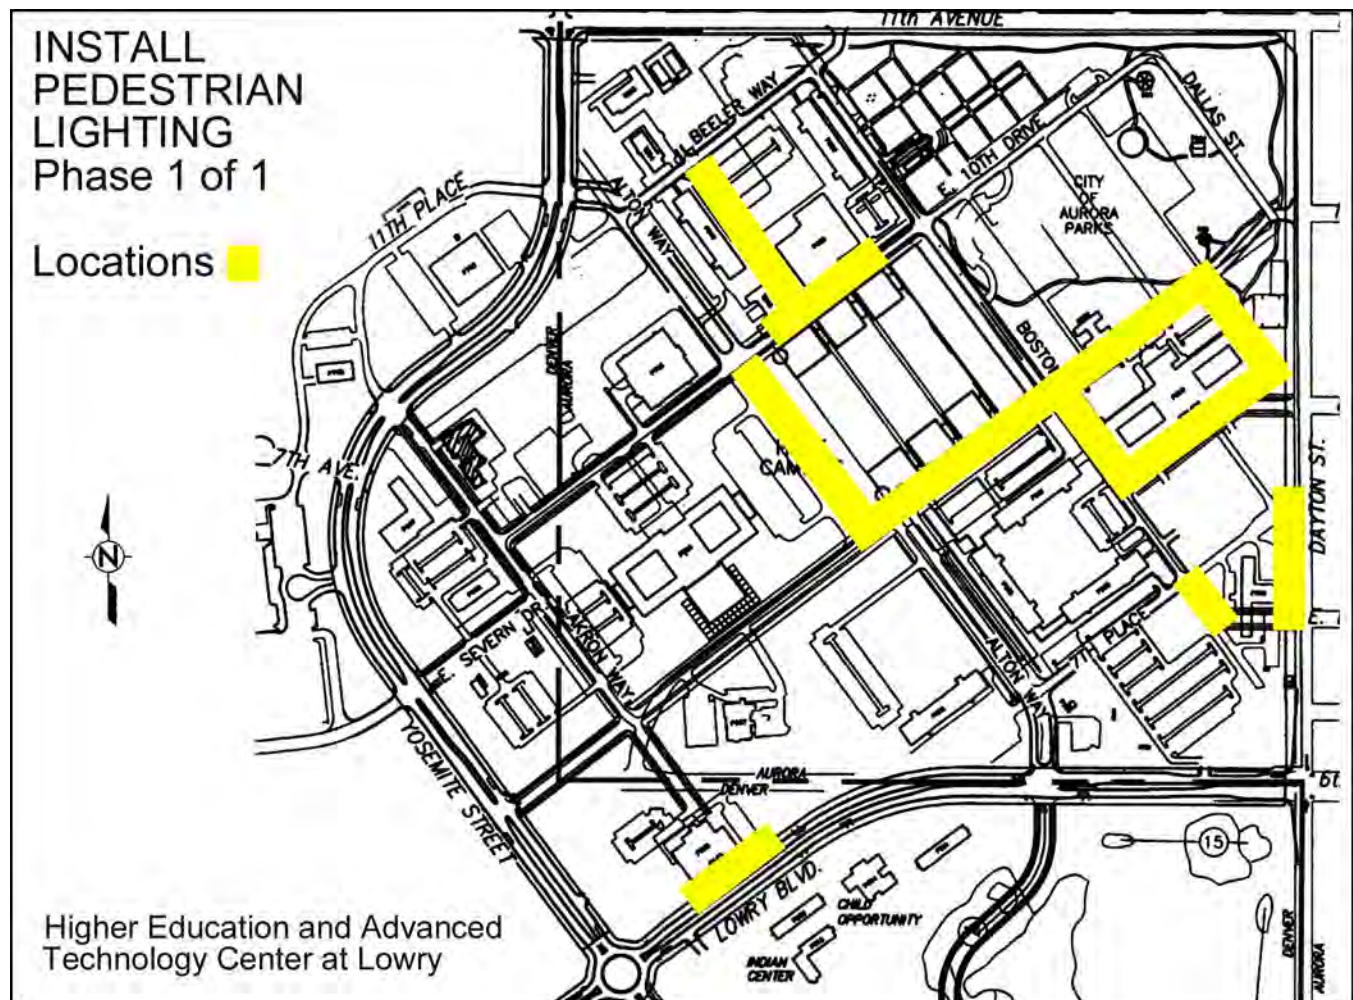 INSTALL
PEDESTRIAN
LIGHTING
Phase 1 of 1
Locations
11th AVENUE
BEELER WAY
DALLAS ST.
E. 10TH DRIVE
ALTON
WAY
11TH PLACE
CITY
OF
AURORA
PARKS
DENVER
AURORA
BOSTON
7TH AVE.
N
DAYTON ST.
E. SEVERN DR.
AKRON WAY
PLACE
ALTON WAY
YOSEMITE STREET
AURORA
DENVER
15
LOWRY BLVD.
CHILD
OPPORTUNITY
INDIAN
CENTER
DENVER
AURORA
Higher Education and Advanced
Technology Center at Lowry